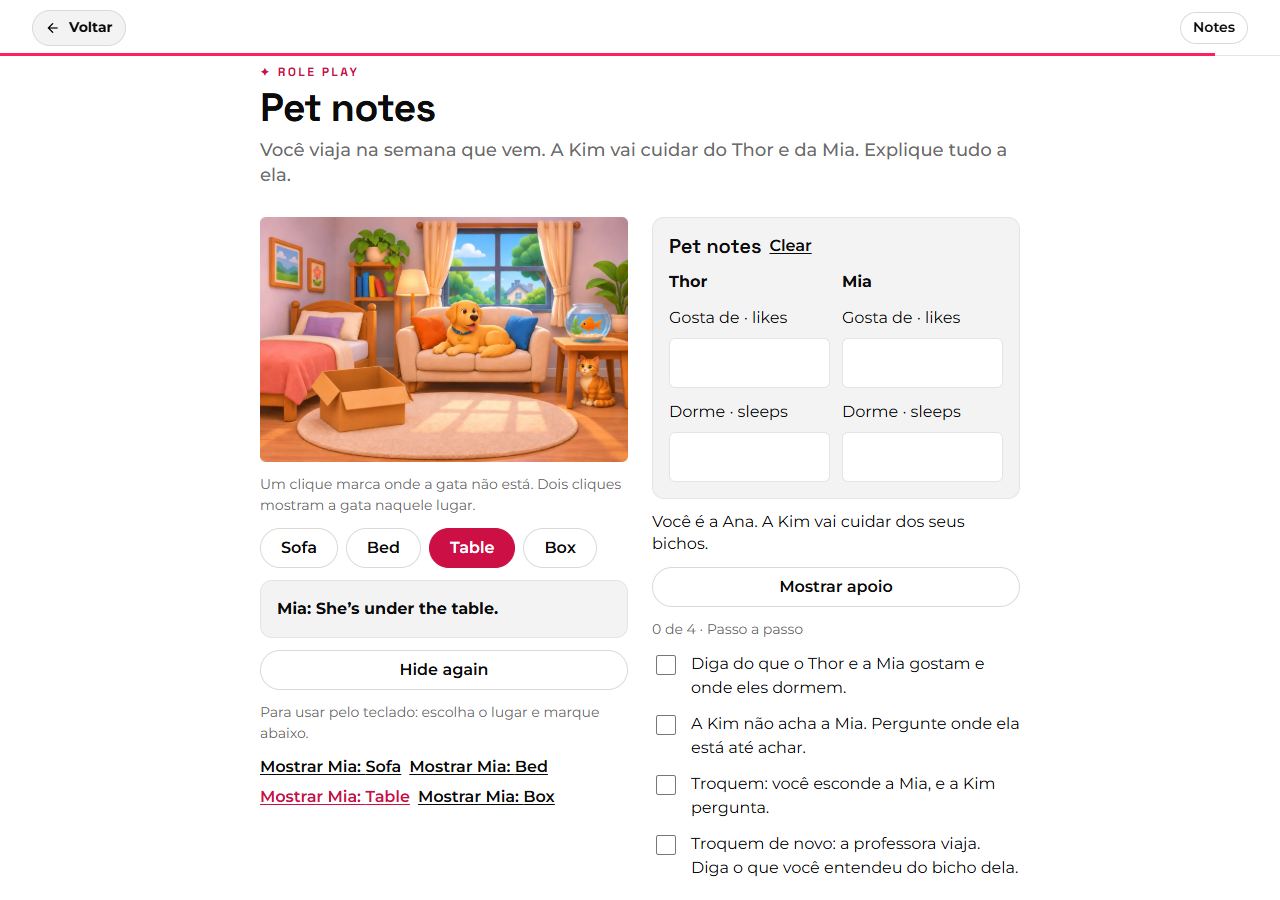 ← Voltar
Notes
✦ ROLE PLAY
Pet notes
Você viaja na semana que vem. A Kim vai cuidar do Thor e da Mia. Explique tudo a
ela.
Um clique marca onde a gata não está. Dois cliques
mostram a gata naquele lugar.
Sofa
Bed
Table
Box
Mia: She’s under the table.
Hide again
Para usar pelo teclado: escolha o lugar e marque
abaixo.
Mostrar Mia: Sofa Mostrar Mia: Bed
Mostrar Mia: Table Mostrar Mia: Box
Pet notes Clear
Thor
Mia
Gosta de · likes
Gosta de · likes
Dorme · sleeps
Dorme · sleeps
Você é a Ana. A Kim vai cuidar dos seus
bichos.
Mostrar apoio
0 de 4 · Passo a passo
Diga do que o Thor e a Mia gostam e
onde eles dormem.
A Kim não acha a Mia. Pergunte onde ela
está até achar.
Troquem: você esconde a Mia, e a Kim
pergunta.
Troquem de novo: a professora viaja.
Diga o que você entendeu do bicho dela.